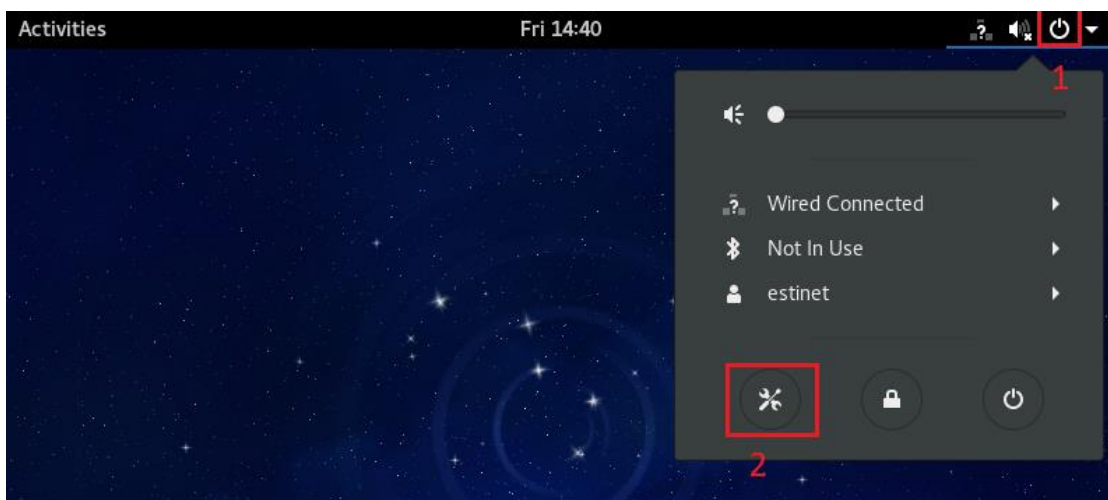 Activities
Fri 14:40
?
1
?
Wired Connected
Not In Use
estinet
2